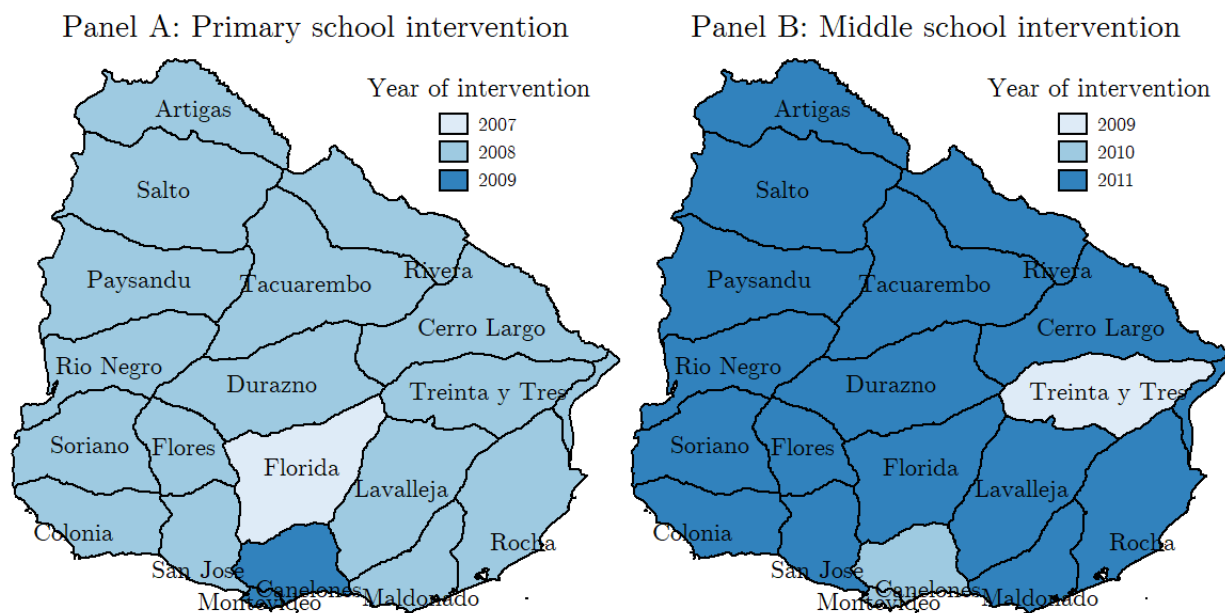 Panel A: Primary school intervention
Year of intervention
2007
2008
2009
Artigas
Salto
Paysandu
Tacuarembo
Rivera
Cerro Largo
Rio Negro
Durazno
Treinta y Tres
Soriano
Flores
Florida
Lavalleja
Colonia
Rocha
San Jose
Canelones
Montevideo
Maldonado
Panel B: Middle school intervention
Year of intervention
2009
2010
2011
Artigas
Salto
Paysandu
Tacuarembo
Rivera
Cerro Largo
Rio Negro
Durazno
Treinta y Tres
Soriano
Flores
Florida
Lavalleja
Colonia
Rocha
San Jose
Canelones
Montevideo
Maldonado